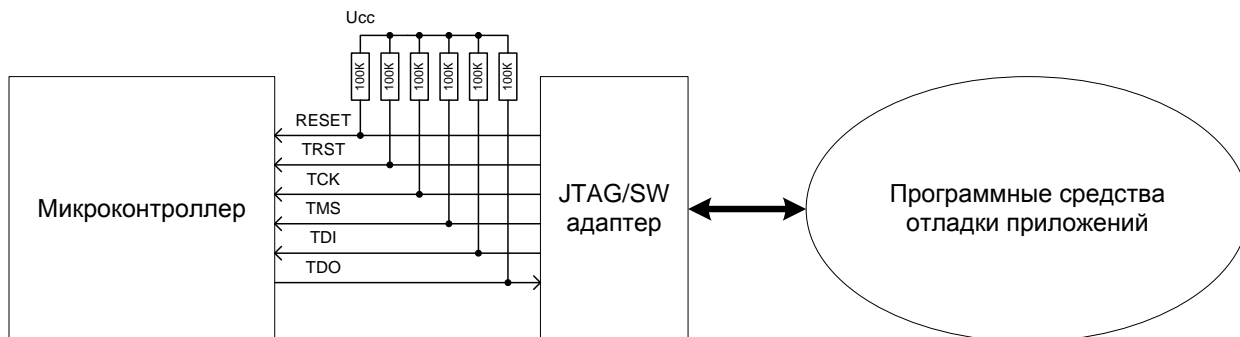 Ucc
100K 100K 100K 100K 100K 100K
RESET
TRST
TCK
TMS
TDI
TDO
Микроконтроллер
JTAG/SW
адаптер
Программные средства
отладки приложений